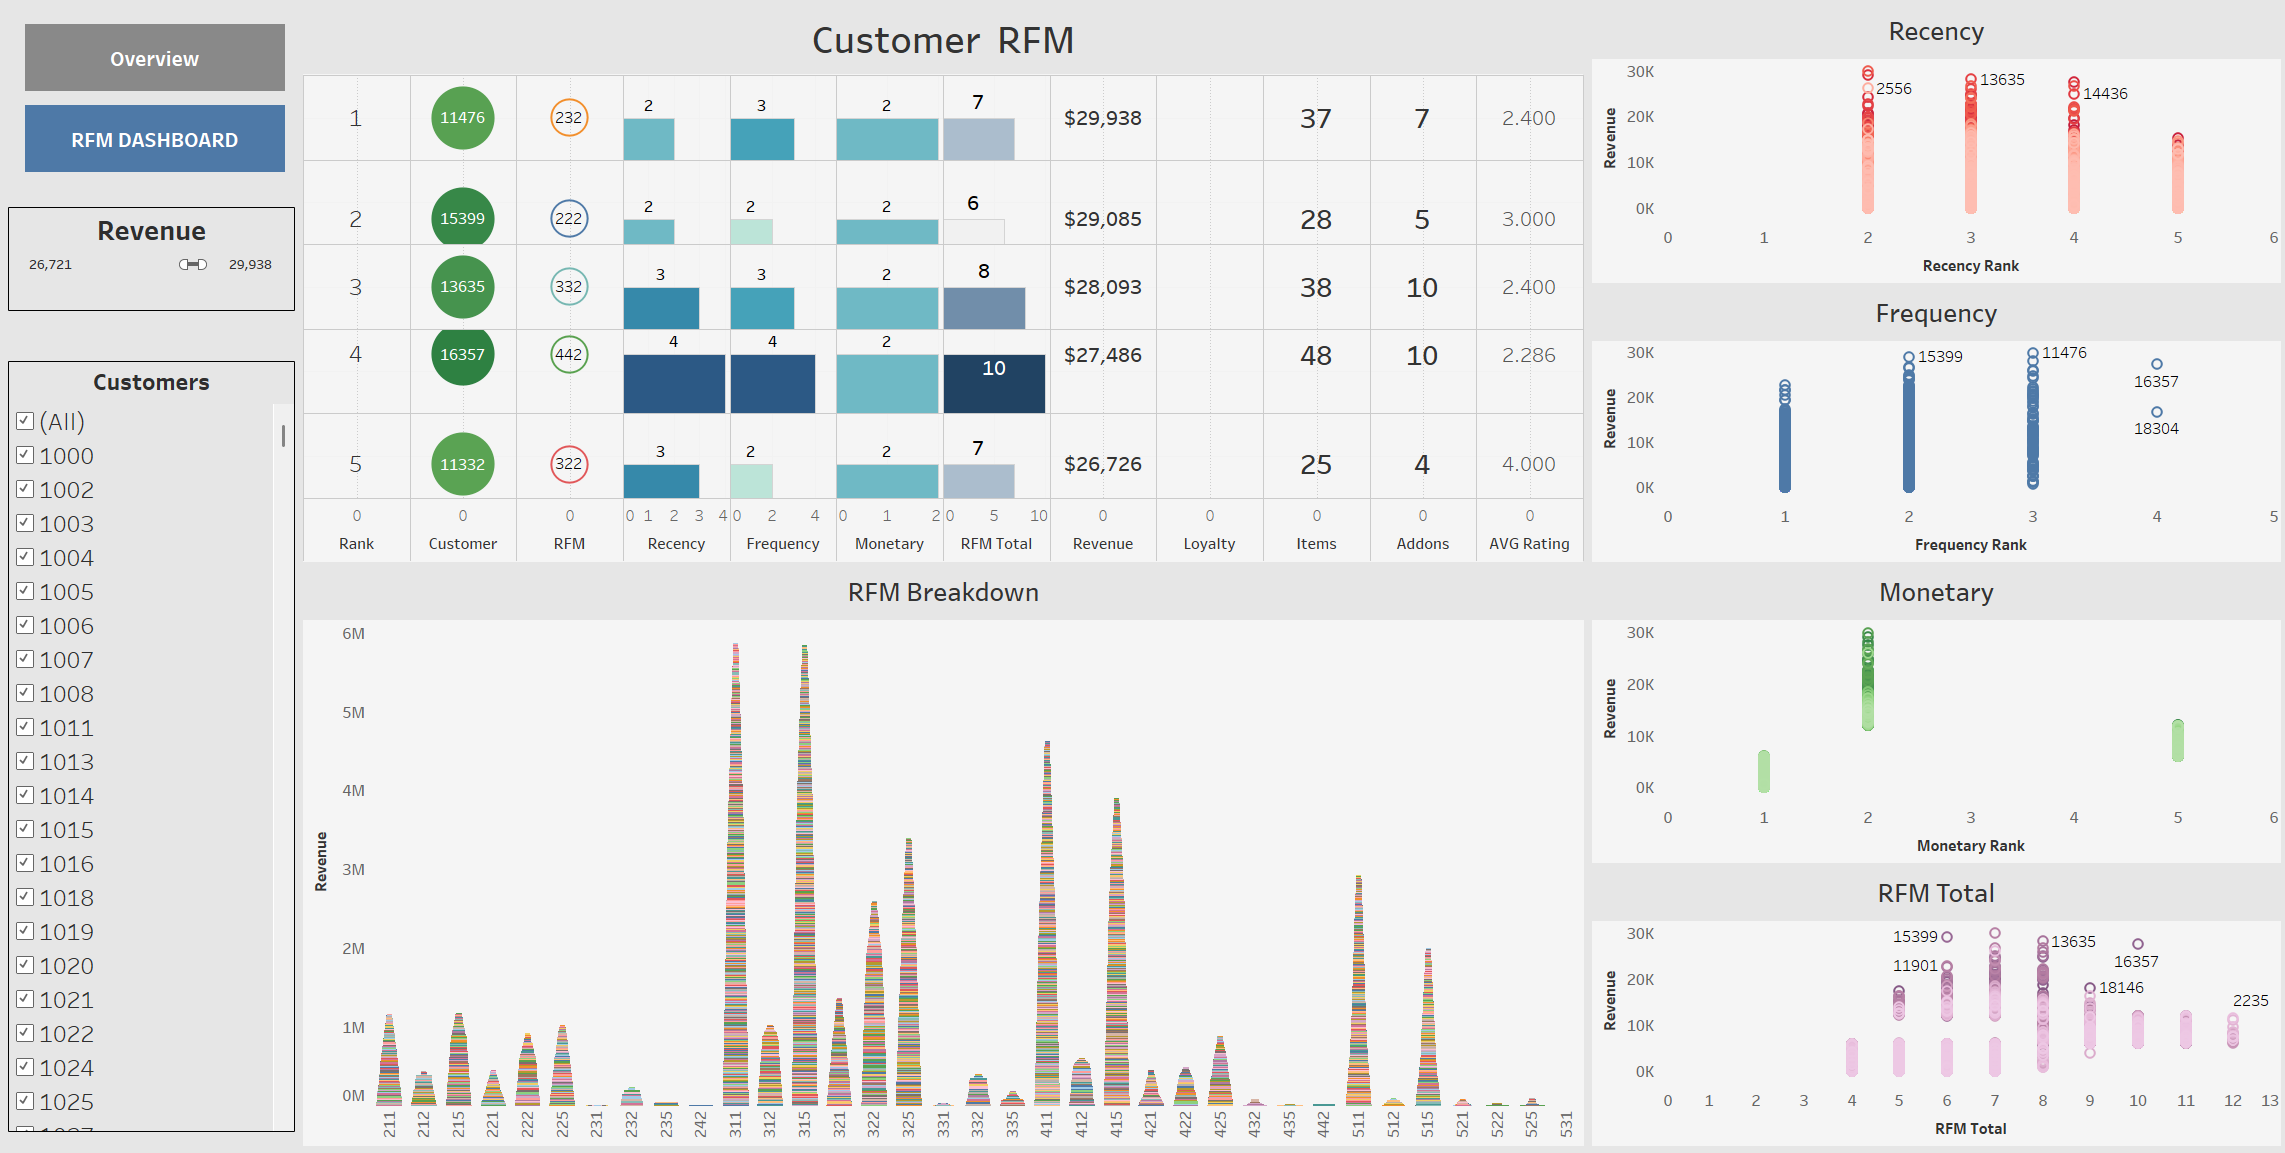 Overview
RFM DASHBOARD
Revenue
26,721 29,938
Customers
(All)
1000
1002
1003
1004
1005
1006
1007
1008
1011
1013
1014
1015
1016
1018
1019
1020
1021
1022
1024
1025
Customer RFM
1 11476 232 2 3 2 7 $29,938 37 7 2.400
2 15399 222 2 2 2 6 $29,085 28 5 3.000
3 13635 332 3 3 2 8 $28,093 38 10 2.400
4 16357 442 4 4 2 10 $27,486 48 10 2.286
5 11332 322 3 2 2 7 $26,726 25 4 4.000
0 0 0 0 1 2 3 4 0 2 4 0 1 2 0 5 10 0 0 0 0 0
Rank Customer RFM Recency Frequency Monetary RFM Total Revenue Loyalty Items Addons AVG Rating
RFM Breakdown
Revenue
6M
5M
4M
3M
2M
1M
0M
211 212 215 221 222 225 231 232 235 242 311 312 315 321 322 325 331 332 335 411 412 415 421 422 425 432 435 442 511 512 515 521 522 525 531
Recency
Revenue
30K
20K
10K
0K
2556
13635
14436
0 1 2 3 4 5 6
Recency Rank
Frequency
Revenue
30K
20K
10K
0K
15399
11476
16357
18304
0 1 2 3 4 5
Frequency Rank
Monetary
Revenue
30K
20K
10K
0K
0 1 2 3 4 5 6
Monetary Rank
RFM Total
Revenue
30K
20K
10K
0K
15399
11901
13635
16357
18146
2235
0 1 2 3 4 5 6 7 8 9 10 11 12 13
RFM Total